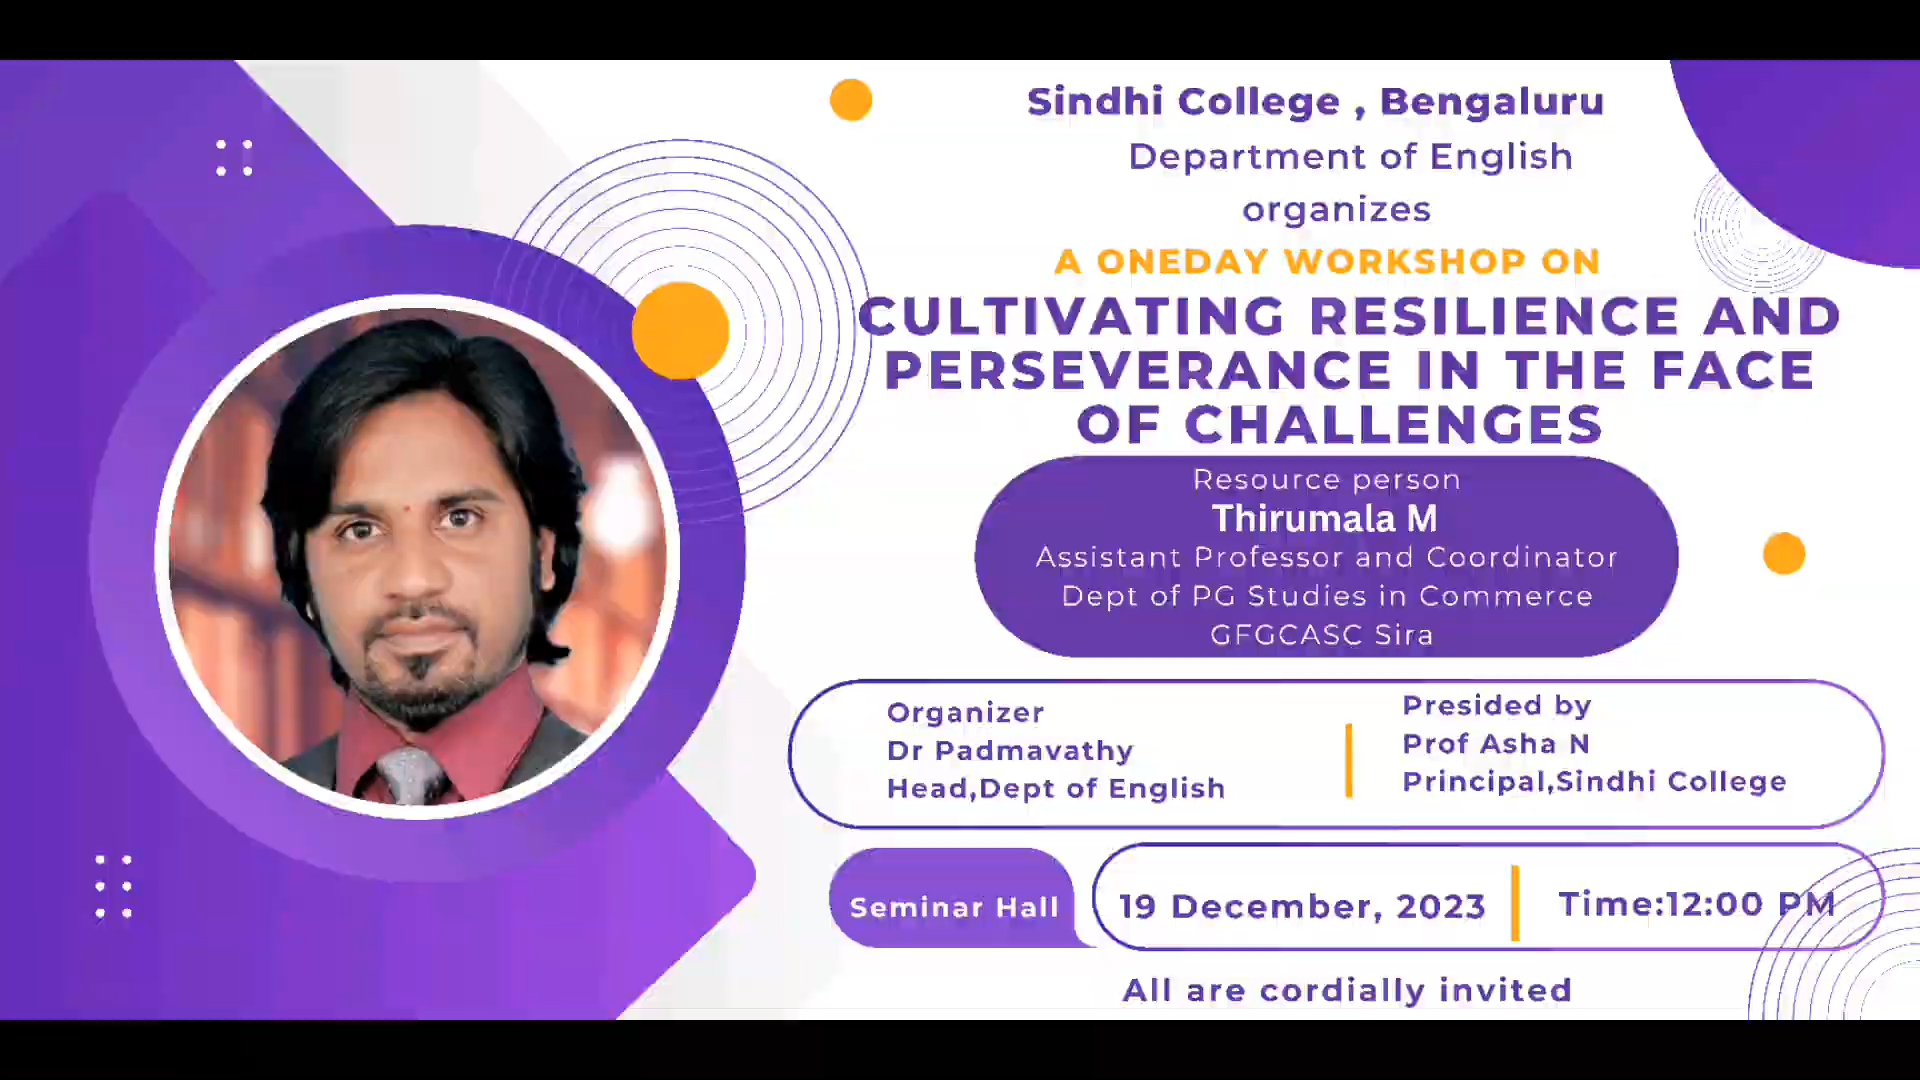 Sindhi College , Bengaluru
Department of English
organizes
A ONEDAY WORKSHOP ON
CULTIVATING RESILIENCE AND
PERSEVERANCE IN THE FACE
OF CHALLENGES
Resource person
Thirumala M
Assistant Professor and Coordinator
Dept of PG Studies in Commerce
GFGCASC Sira
Organizer
Dr Padmavathy
Head,Dept of English
Presided by
Prof Asha N
Principal,Sindhi College
Seminar Hall
19 December, 2023
Time:12:00 PM
All are cordially invited